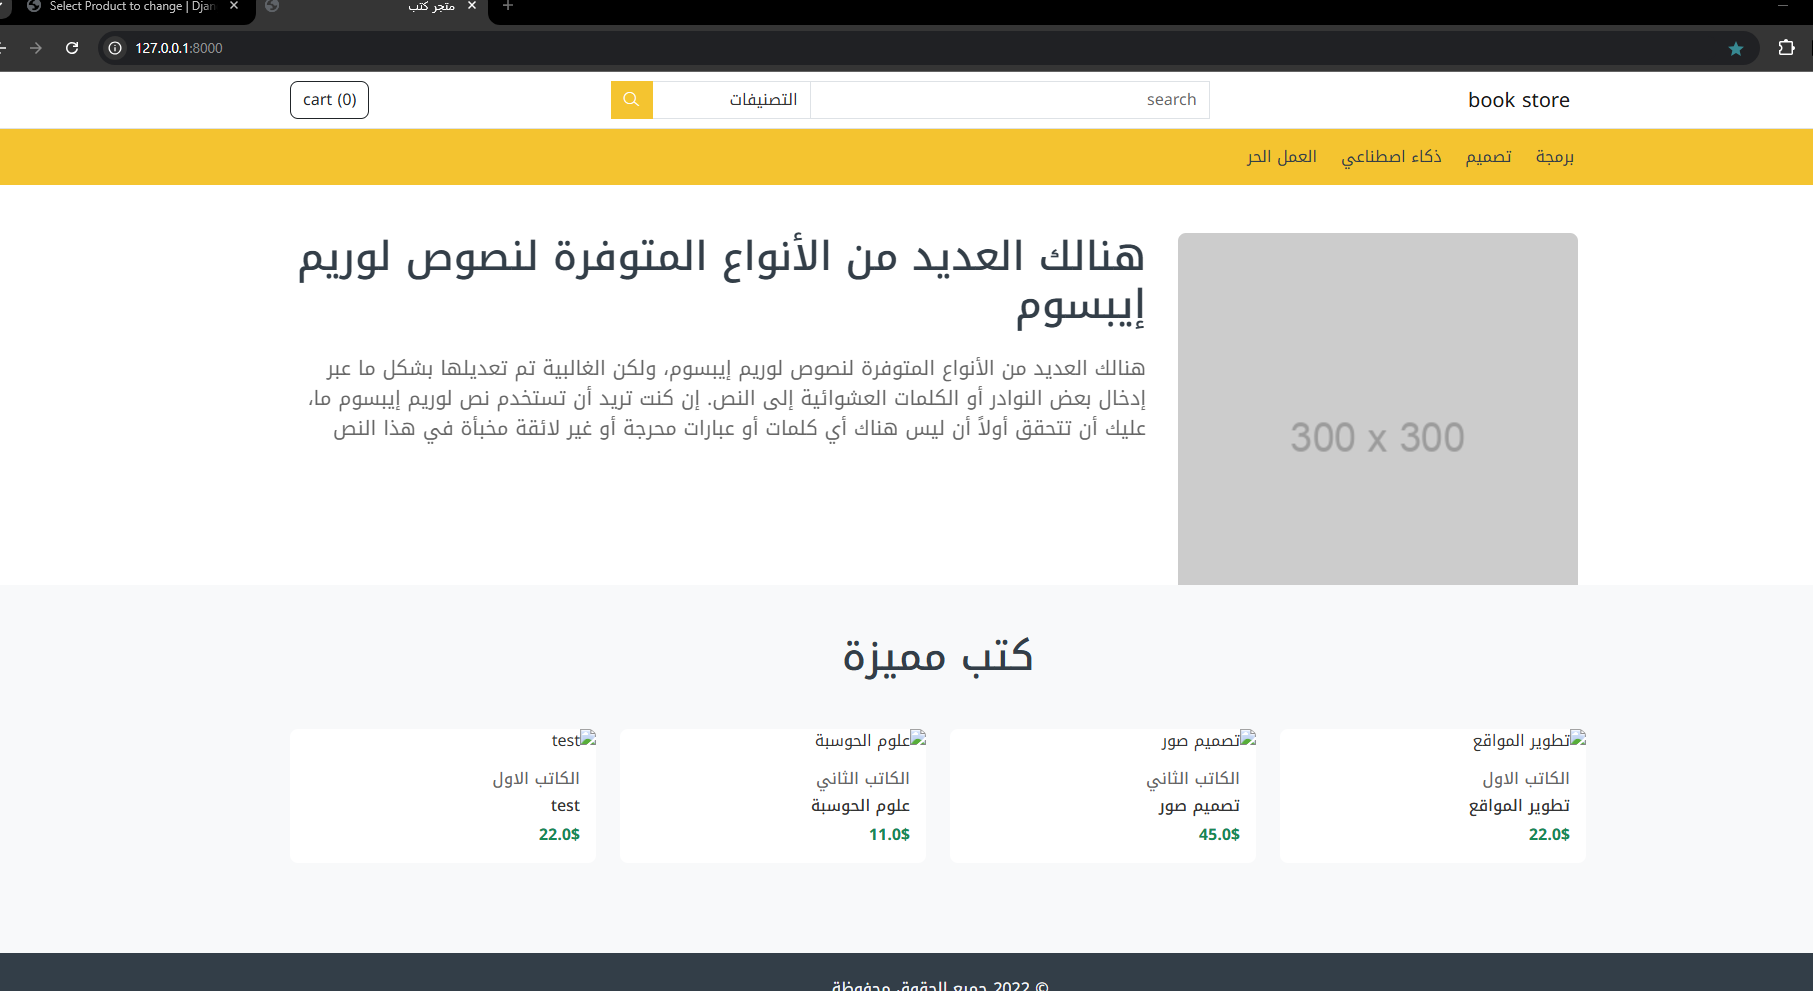 Select Product to change | Djan
متجر كتب
127.0.0.1:8000
book store
search
التصنيفات
cart (0)
برمجة
تصميم
ذكاء اصطناعي
العمل الحر
هنالك العديد من الأنواع المتوفرة لنصوص لوريم
إيبسوم
هنالك العديد من الأنواع المتوفرة لنصوص لوريم إيبسوم، ولكن الغالبية تم تعديلها بشكل ما عبر
إدخال بعض النوادر أو الكلمات العشوائية إلى النص. إن كنت تريد أن تستخدم نص لوريم إيبسوم ما،
عليك أن تتحقق أولاً أن ليس هناك أي كلمات أو عبارات محرجة أو غير لائقة مخبأة في هذا النص
300 x 300
كتب مميزة
تطوير المواقع
الكاتب الاول
تطوير المواقع
22.0$
تصميم صور
الكاتب الثاني
تصميم صور
45.0$
علوم الحوسبة
الكاتب الثاني
علوم الحوسبة
11.0$
test
الكاتب الاول
test
22.0$
© 2022 جميع الحقوق محفوظة